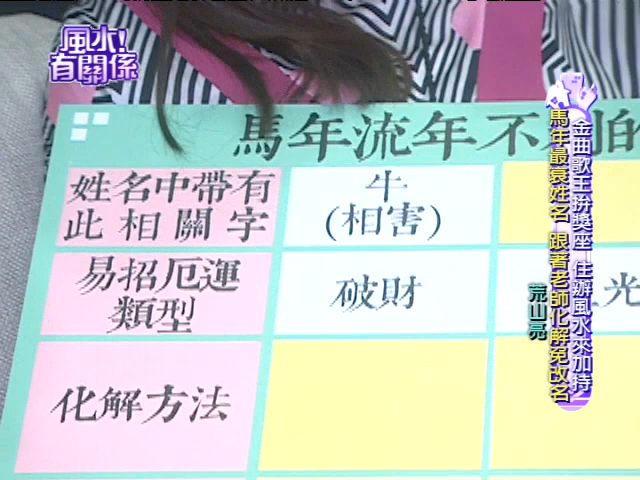 風水!
有關係
馬年流年不
姓名中帶有
此相關字
牛
(相害)
易招厄運
類型
破財
光
化解方法
金曲歌王拚獎座 住辦風水來加持
馬年最衰姓名 跟著老師化解免改名
荒山亮